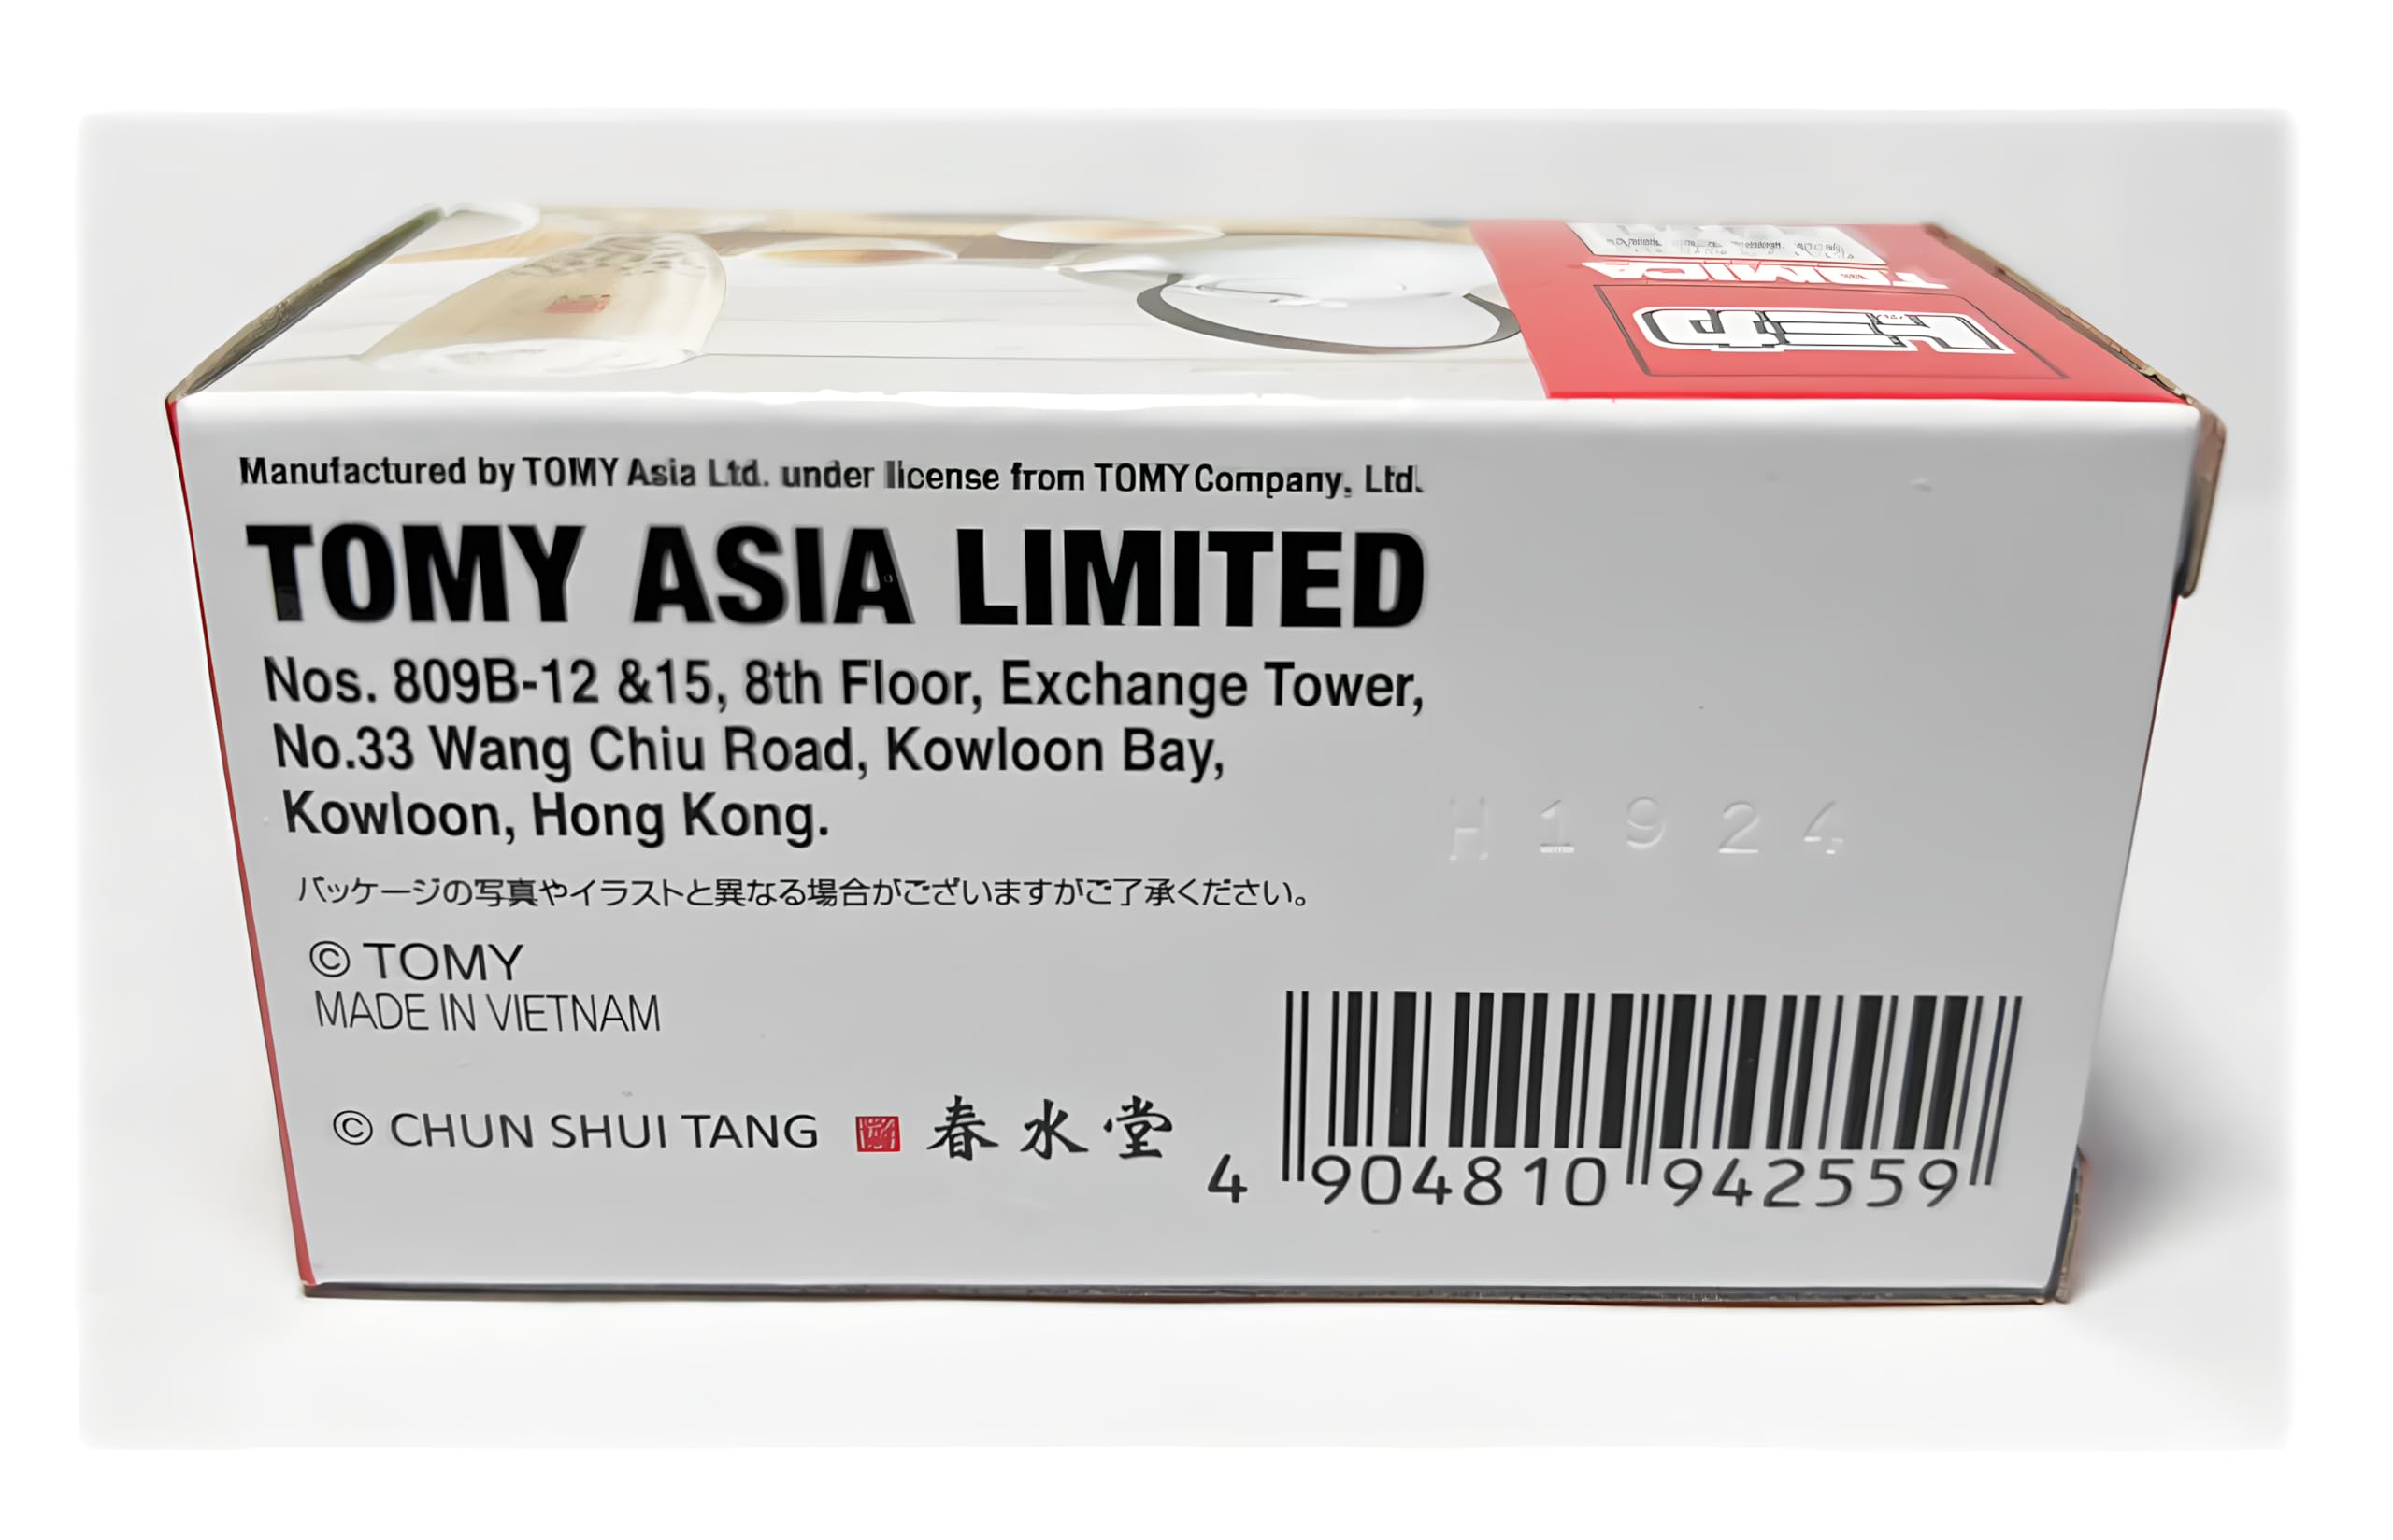 TOMICA
トミカ
Manufactured by TOMY Asia Ltd. under license from TOMY Company, Ltd.
TOMY ASIA LIMITED
Nos. 809B-12 &15, 8th Floor, Exchange Tower,
No.33 Wang Chiu Road, Kowloon Bay,
Kowloon, Hong Kong.
H1924
パッケージの写真やイラストと異なる場合がございますがご了承ください。
© TOMY
MADE IN VIETNAM
© CHUN SHUI TANG 春水堂
4 904810 942559